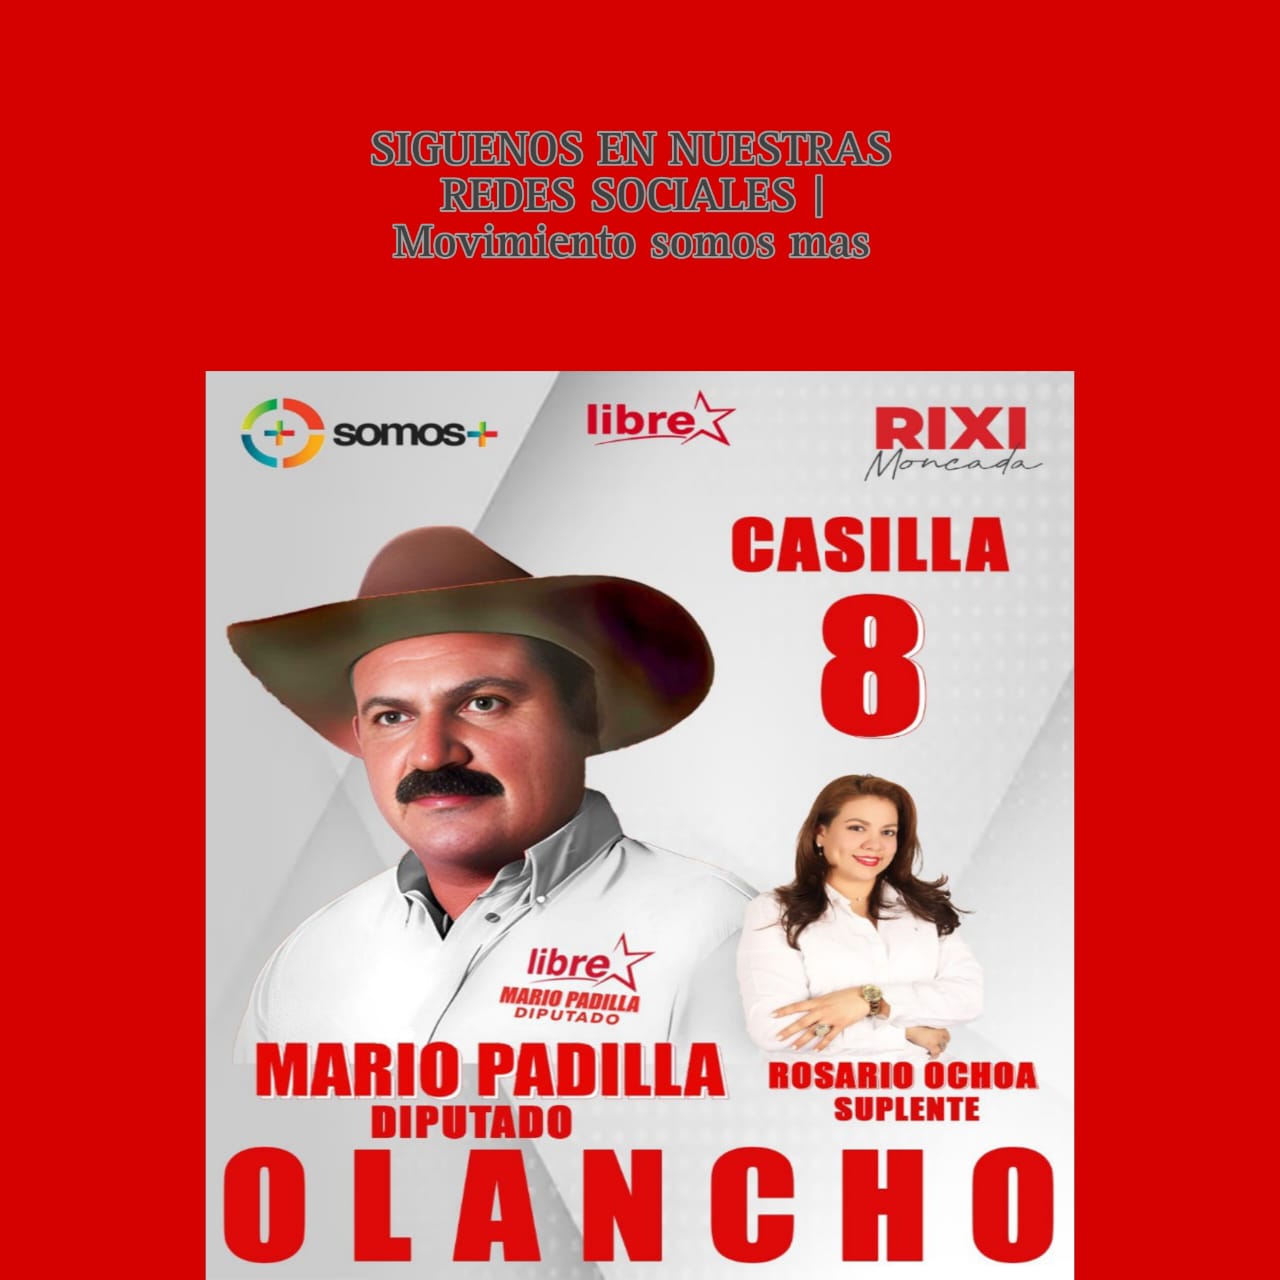 SIGUENOS EN NUESTRAS
REDES SOCIALES |
Movimiento somos mas
somos+
libre
RIXI
Moncada
CASILLA
8
libre
MARIO PADILLA
DIPUTADO
MARIO PADILLA
DIPUTADO
ROSARIO OCHOA
SUPLENTE
OLANCHO